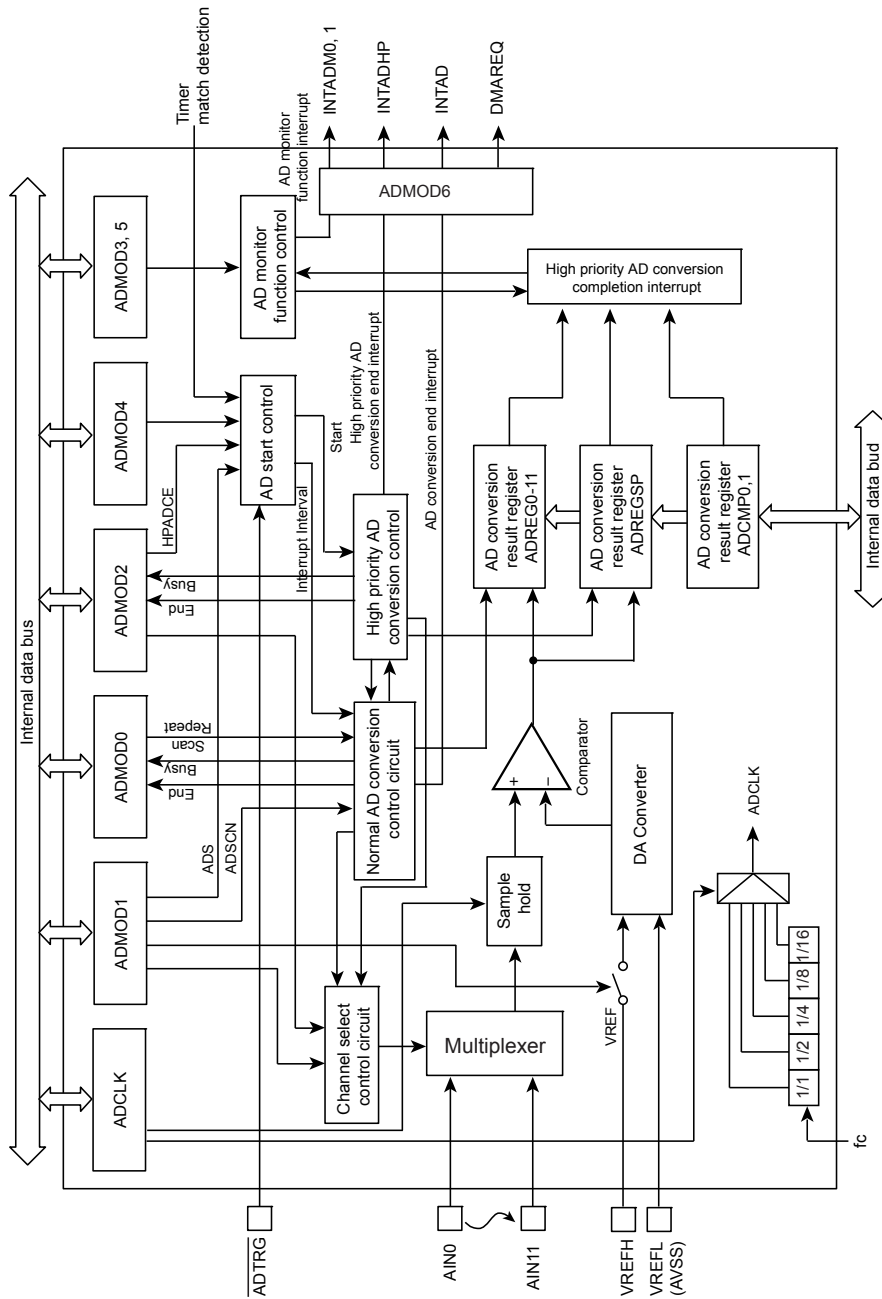 Internal data bus
ADCLK
ADMOD1
ADMOD0
ADMOD2
ADMOD4
ADMOD3, 5
Timer
match detection
ADS
ADSCN
End
Busy
Scan
Repeat
End
Busy
HPADCE
ADTRG
AD start control
AD monitor
function control
AD monitor
function interrupt
Interrupt Interval
Start
High priority AD
conversion end interrupt
AD conversion end interrupt
ADMOD6
INTADM0, 1
INTADHP
INTAD
DMAREQ
Channel select
control circuit
Normal AD conversion
control circuit
High priority AD
conversion control
High priority AD conversion
completion interrupt
AIN0
AIN11
Multiplexer
Sample
hold
+
−
Comparator
AD conversion
result register
ADREG0-11
AD conversion
result register
ADREGSP
AD conversion
result register
ADCMP0,1
VREFH
VREFL
(AVSS)
VREF
DA Converter
Internal data bud
fc
1/1
1/2
1/4
1/8
1/16
ADCLK